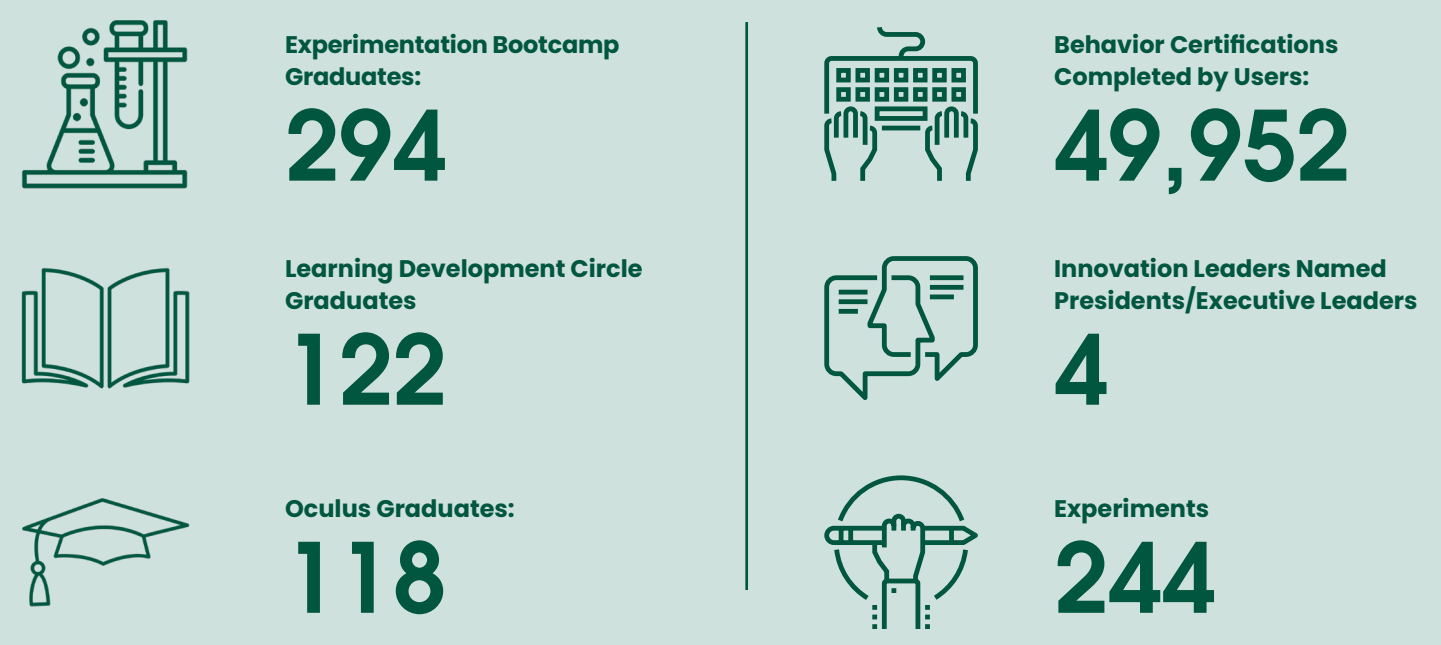 Experimentation Bootcamp
Graduates:
294
Learning Development Circle
Graduates
122
Oculus Graduates:
118
Behavior Certifications
Completed by Users:
49,952
Innovation Leaders Named
Presidents/Executive Leaders
4
Experiments
244